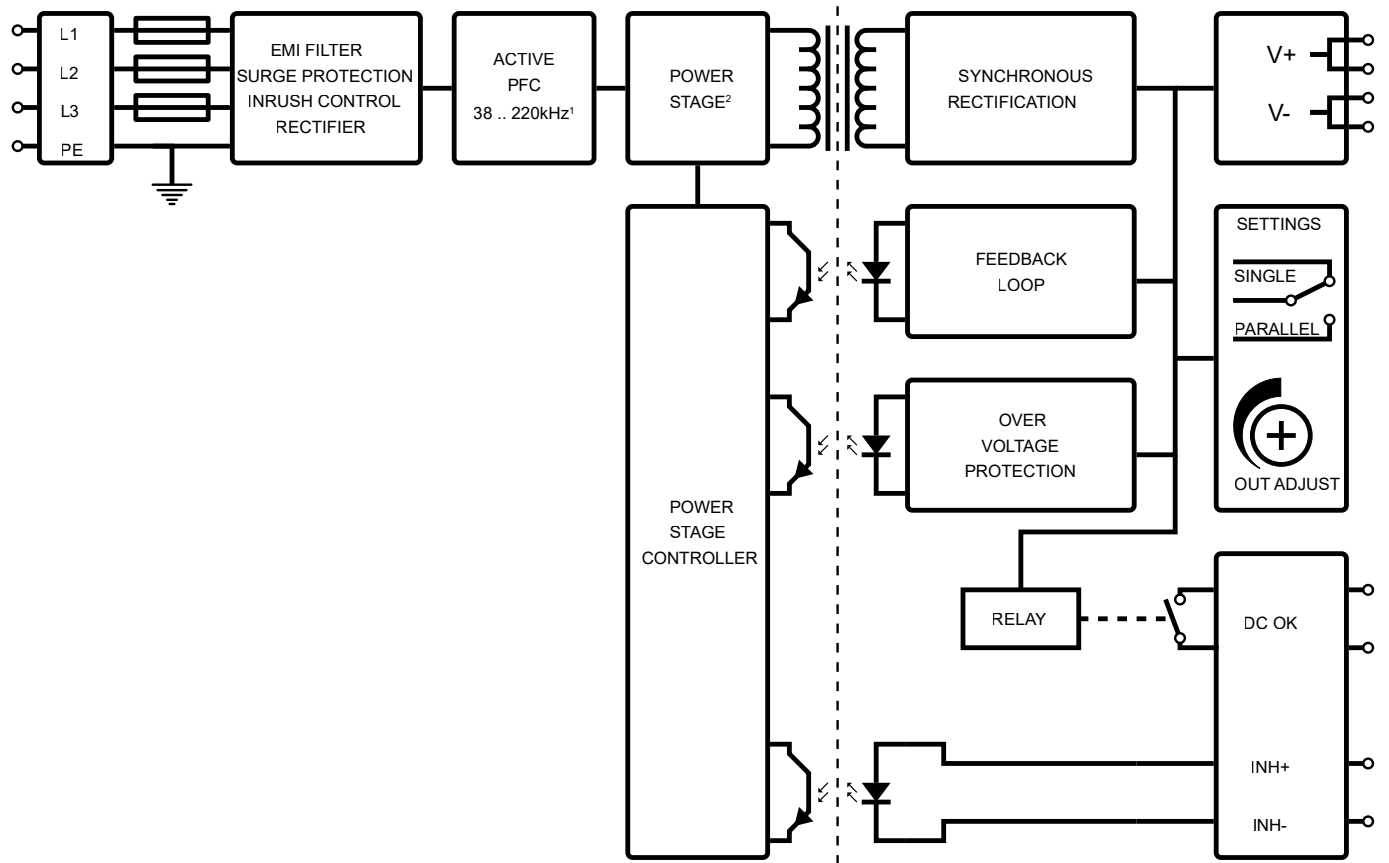 L1
L2
L3
PE
EMI FILTER
SURGE PROTECTION
INRUSH CONTROL
RECTIFIER
ACTIVE
PFC
38 .. 220kHz¹
POWER
STAGE²
SYNCHRONOUS
RECTIFICATION
V+
V-
FEEDBACK
LOOP
SETTINGS
SINGLE
PARALLEL
OUT ADJUST
OVER
VOLTAGE
PROTECTION
POWER
STAGE
CONTROLLER
RELAY
DC OK
INH+
INH-